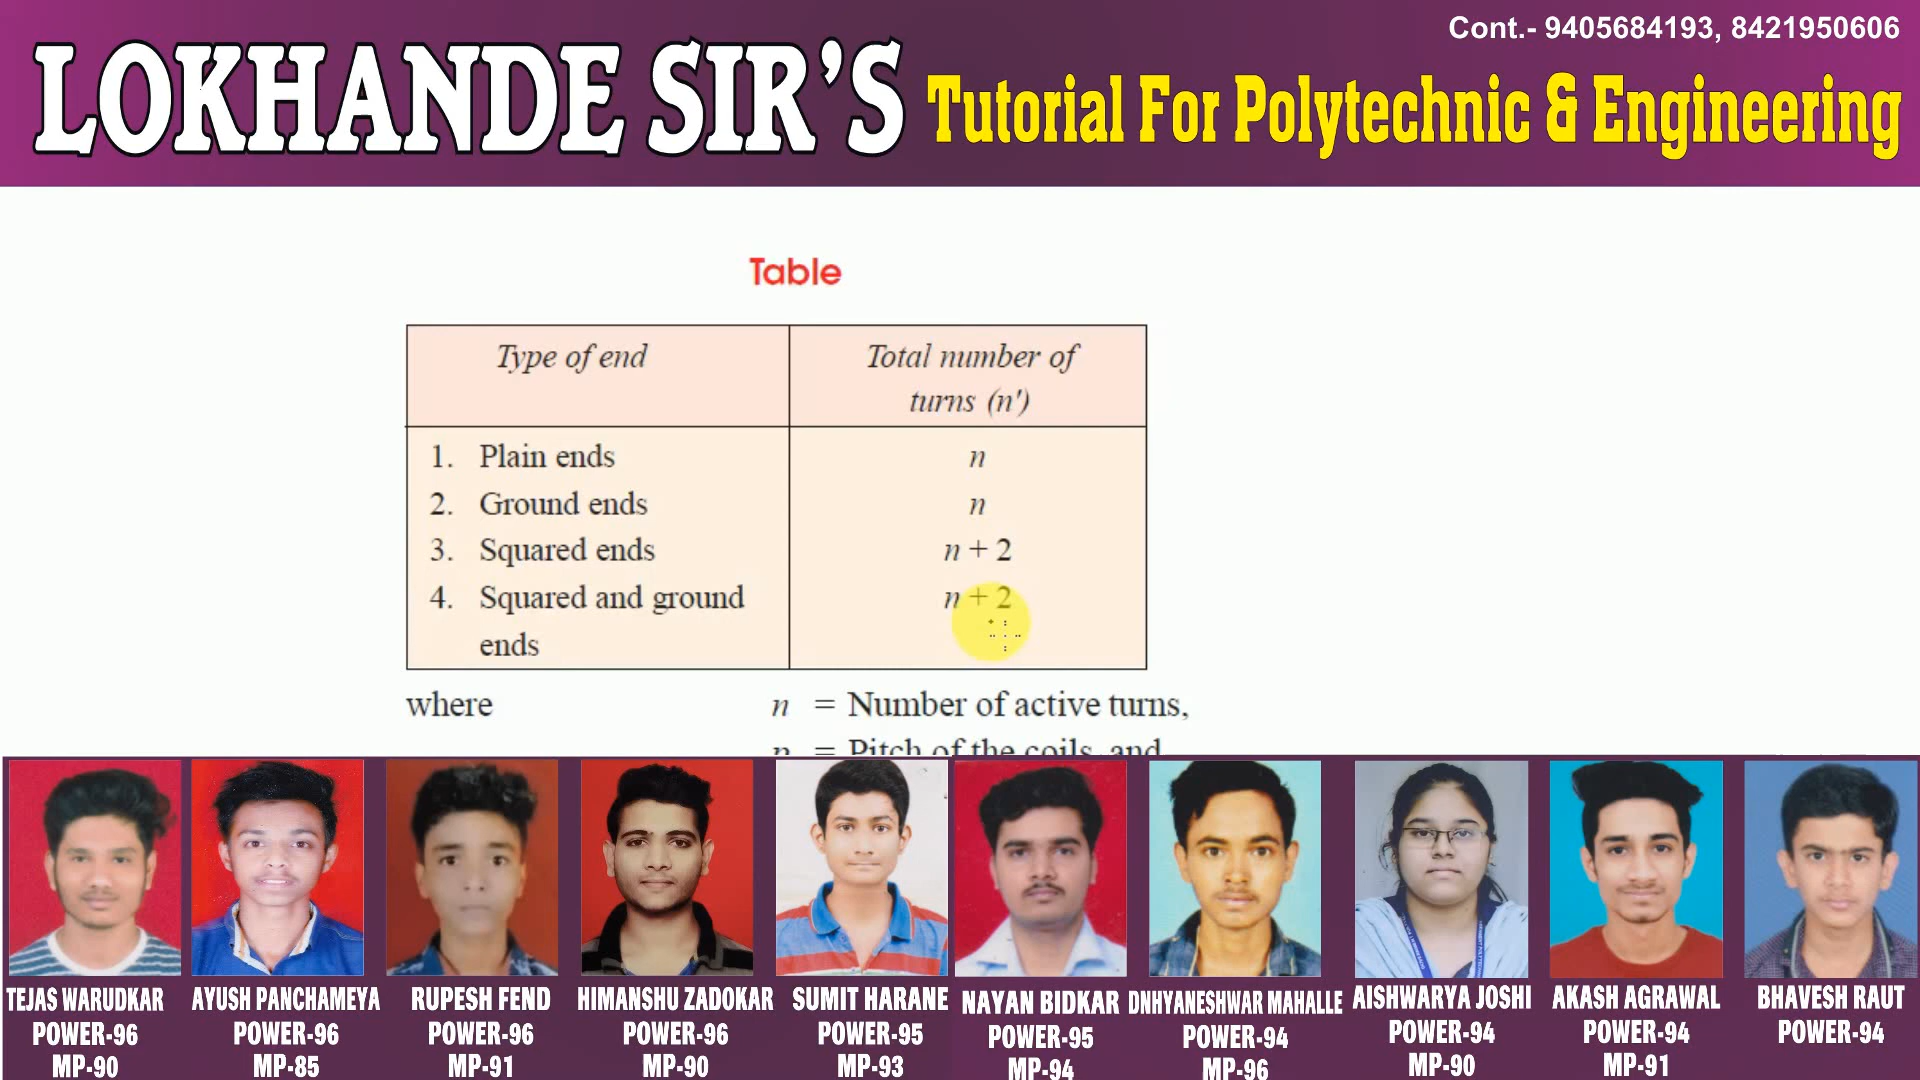 Cont.- 9405684193, 8421950606
LOKHANDE SIR'S Tutorial For Polytechnic & Engineering
Table
Type of end
Total number of
turns (n')
1. Plain ends
n
2. Ground ends
n
3. Squared ends
n + 2
4. Squared and ground
ends
n + 2
where n = Number of active turns,
p = Pitch of the coils, and
TEJAS WARUDKAR
POWER-96
MP-90
AYUSH PANCHAMEYA
POWER-96
MP-85
RUPESH FEND
POWER-96
MP-91
HIMANSHU ZADOKAR
POWER-96
MP-90
SUMIT HARANE
POWER-95
MP-93
NAYAN BIDKAR
POWER-95
MP-94
DNHYANESHWAR MAHALLE
POWER-94
MP-96
AISHWARYA JOSHI
POWER-94
MP-90
AKASH AGRAWAL
POWER-94
MP-91
BHAVESH RAUT
POWER-94